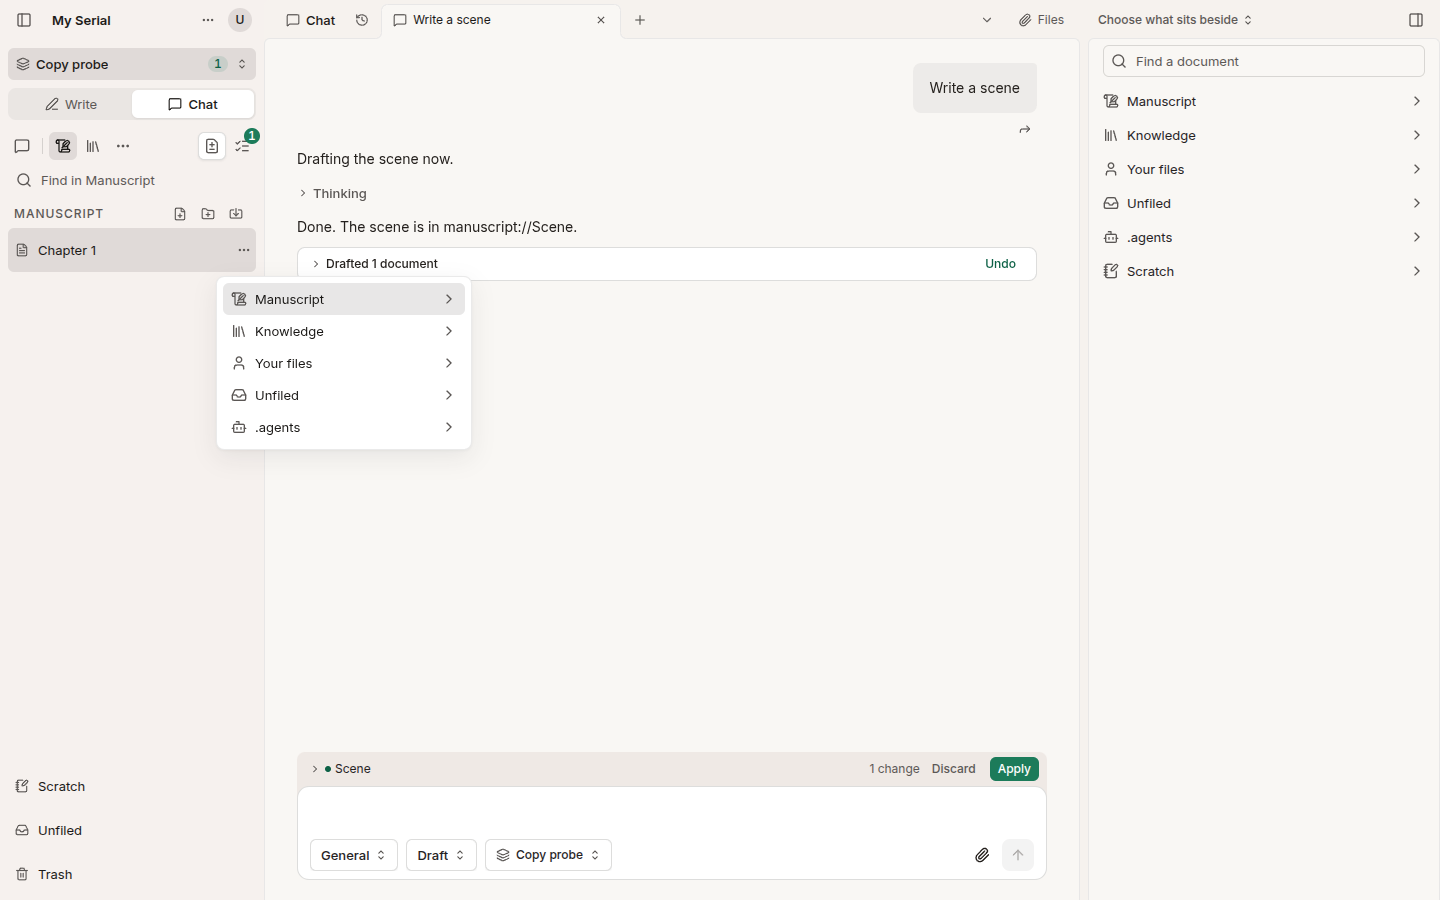 My Serial
U
Copy probe
1
Write
Chat
1
Find in Manuscript
MANUSCRIPT
Chapter 1
Scratch
Unfiled
Trash
Chat
Write a scene
Files
Write a scene
Drafting the scene now.
Thinking
Done. The scene is in manuscript://Scene.
Drafted 1 document
Undo
Manuscript
Knowledge
Your files
Unfiled
.agents
Scene
1 change
Discard
Apply
General
Draft
Copy probe
Choose what sits beside
Find a document
Manuscript
Knowledge
Your files
Unfiled
.agents
Scratch